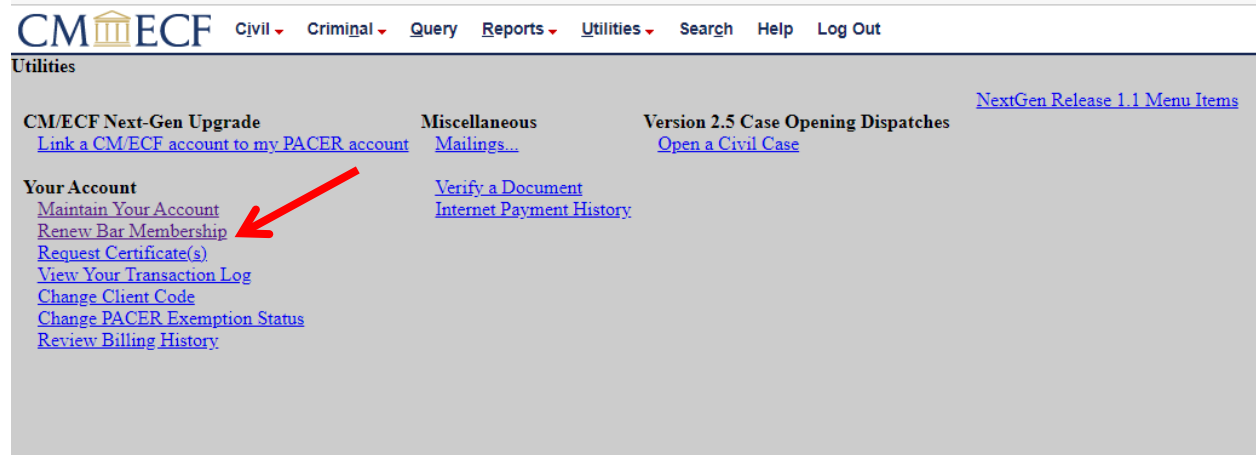 CM ECF Civil Criminal Query Reports Utilities Search Help Log Out
Utilities
NextGen Release 1.1 Menu Items
CM/ECF Next-Gen Upgrade
Link a CM/ECF account to my PACER account
Miscellaneous
Mailings...
Verify a Document
Internet Payment History
Version 2.5 Case Opening Dispatches
Open a Civil Case
Your Account
Maintain Your Account
Renew Bar Membership
Request Certificate(s)
View Your Transaction Log
Change Client Code
Change PACER Exemption Status
Review Billing History